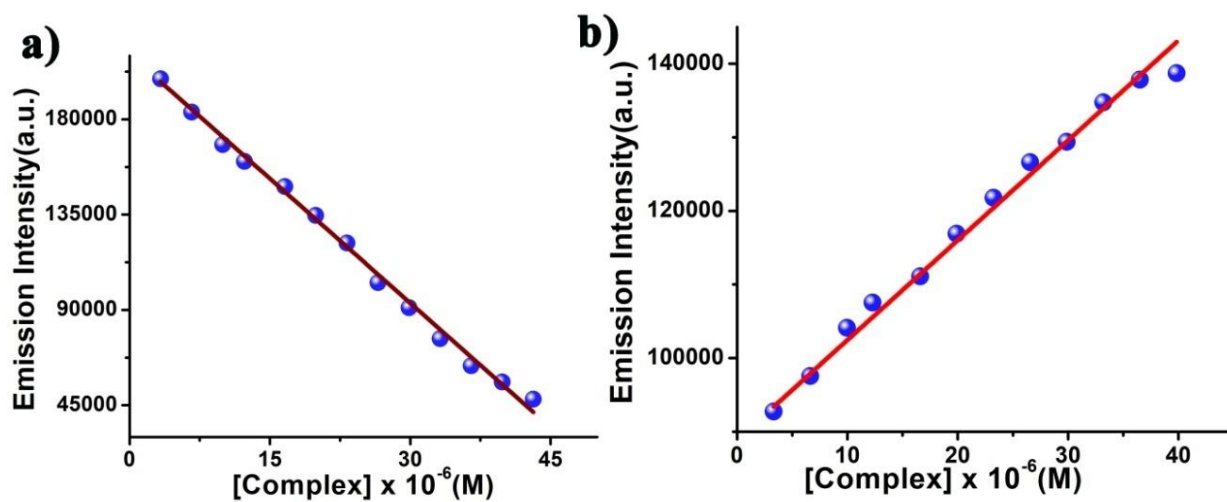 a)
Emission Intensity(a.u.)
180000
135000
90000
45000
0 15 30 45
[Complex] x 10⁻⁶(M)
b)
Emission Intensity(a.u.)
140000
120000
100000
0 10 20 30 40
[Complex] x 10⁻⁶(M)